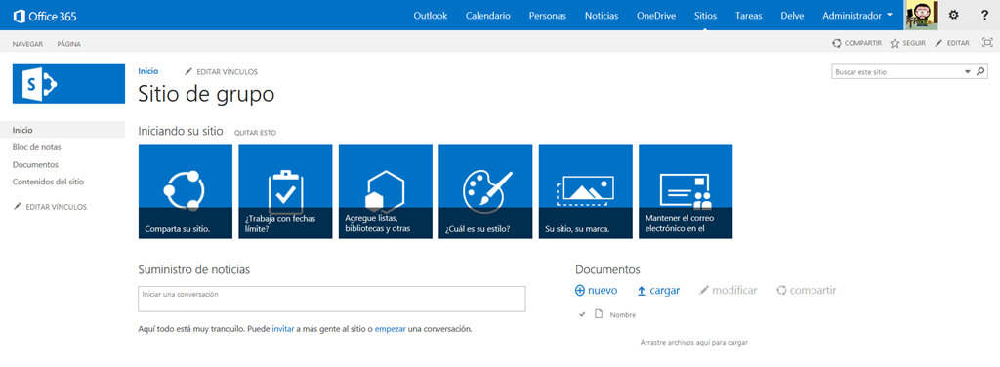 Office 365 Outlook Calendario Personas Noticias OneDrive Sitios Tareas Delve Administrador ?
NAVEGAR PÁGINA COMPARTIR SEGUIR EDITAR
S
Inicio EDITAR VÍNCULOS Buscar este sitio
Sitio de grupo
Inicio
Bloc de notas
Documentos
Contenidos del sitio
EDITAR VÍNCULOS
Iniciando su sitio QUITAR ESTO
Comparta su sitio.
¿Trabaja con fechas
límite?
Agregue listas,
bibliotecas y otras
¿Cuál es su estilo?
Su sitio, su marca.
Mantener el correo
electrónico en el
Suministro de noticias
Iniciar una conversación
Aquí todo está muy tranquilo. Puede invitar a más gente al sitio o empezar una conversación.
Documentos
nuevo cargar modificar compartir
Nombre
Arrastre archivos aquí para cargar